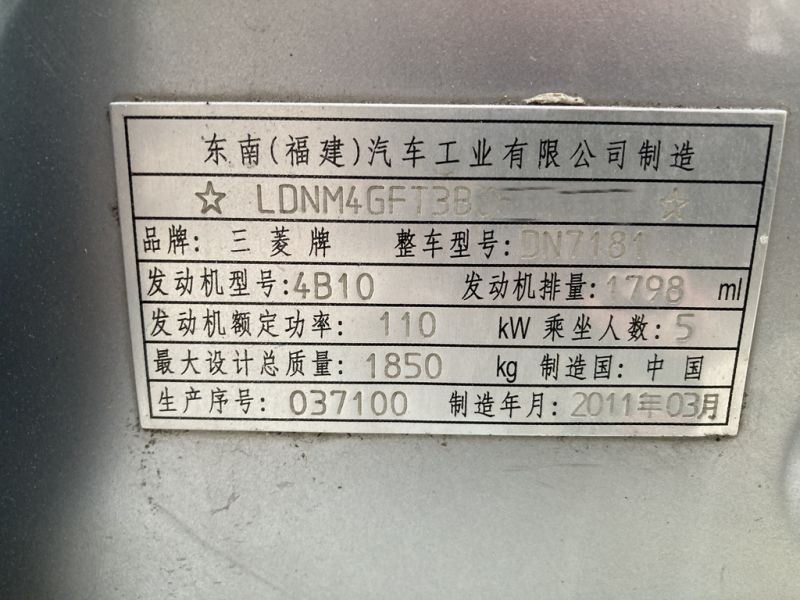 东南(福建)汽车工业有限公司制造
☆ LDNM4GFT3B ☆
品牌: 三菱牌 整车型号: DN7181
发动机型号: 4B10 发动机排量: 1798 ml
发动机额定功率: 110 kW 乘坐人数: 5
最大设计总质量: 1850 kg 制造国: 中国
生产序号: 037100 制造年月: 2011年03月